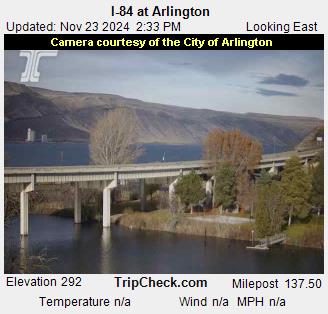 I-84 at Arlington
Updated: Nov 23 2024 2:33 PM Looking East
Camera courtesy of the City of Arlington
Elevation 292 TripCheck.com Milepost 137.50
Temperature n/a Wind n/a MPH n/a